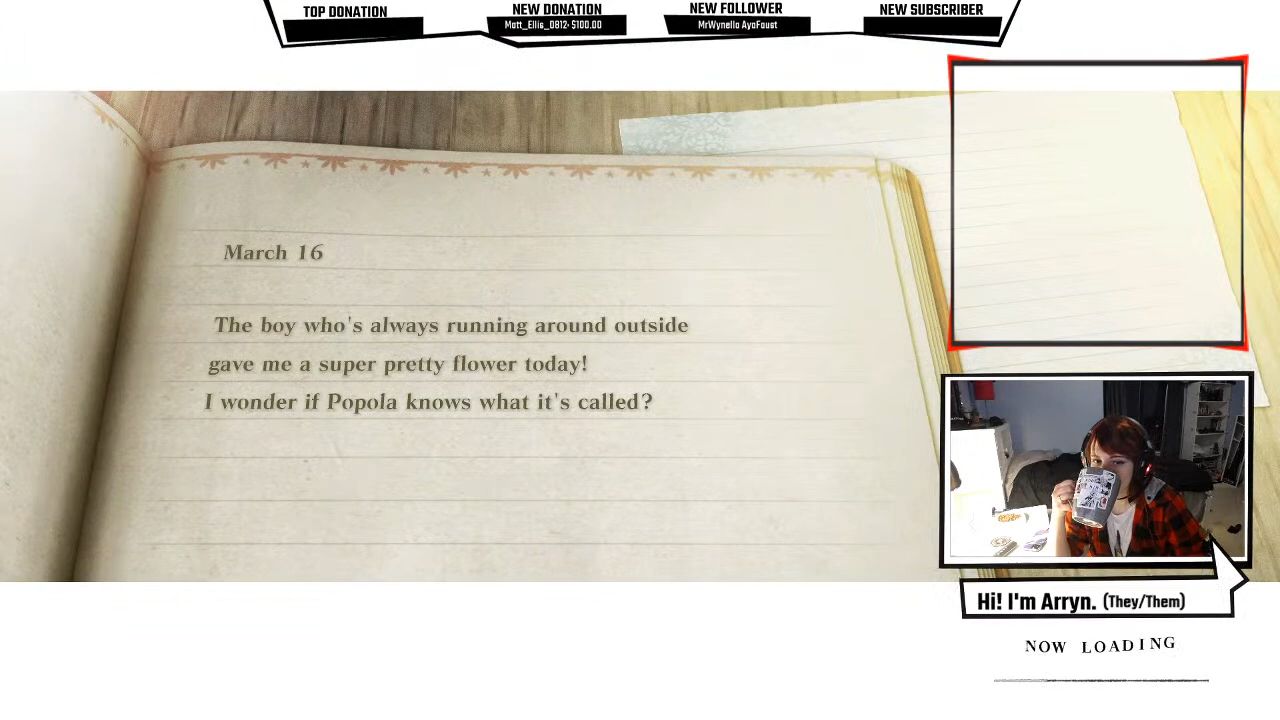 TOP DONATION
NEW DONATION
Matt_Ellis_0812: $100.00
NEW FOLLOWER
MrWynello AyoFaust
NEW SUBSCRIBER
March 16
The boy who's always running around outside
gave me a super pretty flower today!
I wonder if Popola knows what it's called?
Hi! I'm Arryn. (They/Them)
NOW LOADING